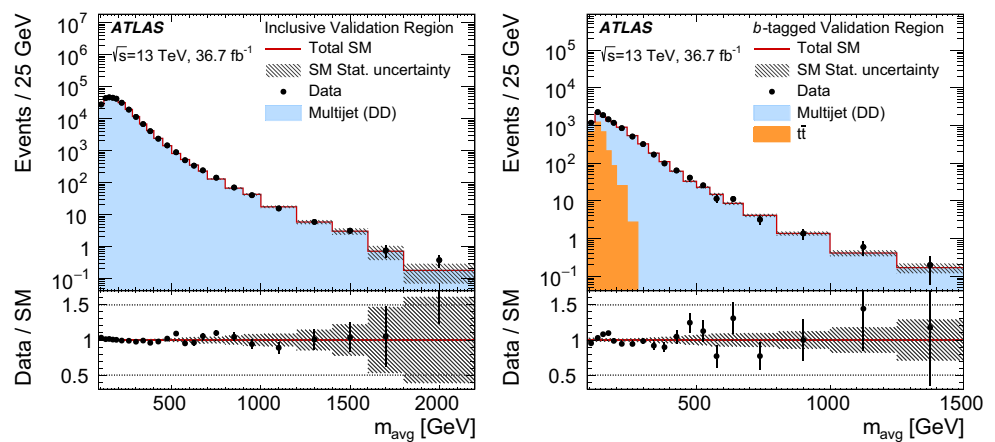 ATLAS
Inclusive Validation Region
√s=13 TeV, 36.7 fb⁻¹
Total SM
SM Stat. uncertainty
Data
Multijet (DD)
Events / 25 GeV
10⁷
10⁶
10⁵
10⁴
10³
10²
10
1
10⁻¹
Data / SM
1.5
1
0.5
500 1000 1500 2000
m_avg [GeV]
ATLAS
b-tagged Validation Region
√s=13 TeV, 36.7 fb⁻¹
Total SM
SM Stat. uncertainty
Data
Multijet (DD)
tt̄
Events / 25 GeV
10⁵
10⁴
10³
10²
10
1
10⁻¹
Data / SM
1.5
1
0.5
500 1000 1500
m_avg [GeV]